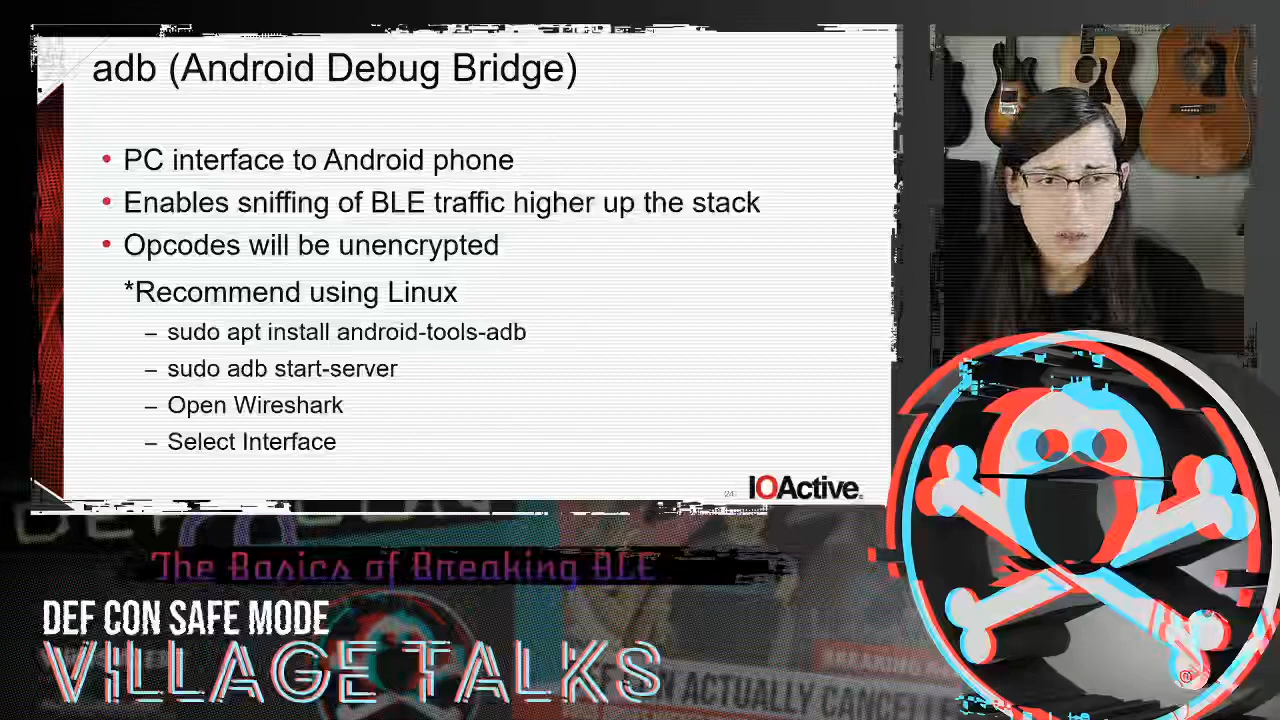 adb (Android Debug Bridge)
• PC interface to Android phone
• Enables sniffing of BLE traffic higher up the stack
• Opcodes will be unencrypted
*Recommend using Linux
– sudo apt install android-tools-adb
– sudo adb start-server
– Open Wireshark
– Select Interface
IOActive
The Basics of Breaking BLE
DEF CON SAFE MODE
VILLAGE TALKS
CON ACTUALLY CANCELLE